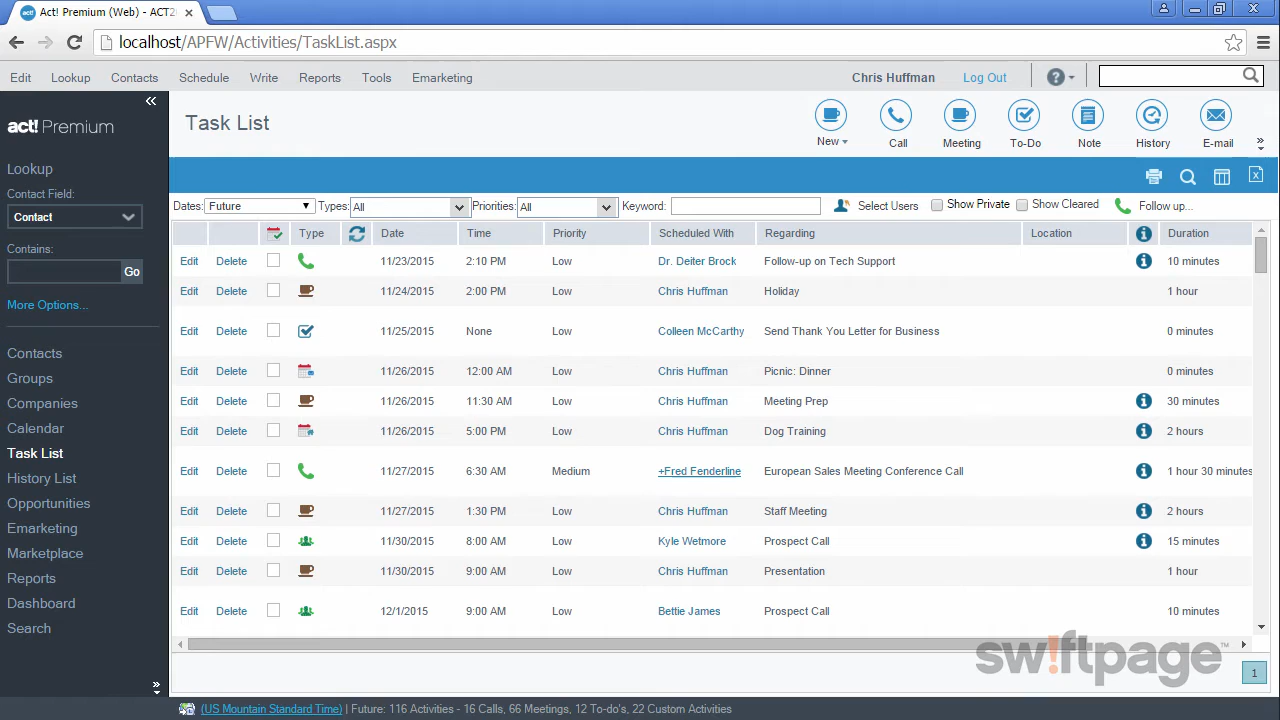 act! Act! Premium (Web) - ACT2
localhost/APFW/Activities/TaskList.aspx
Edit Lookup Contacts Schedule Write Reports Tools Emarketing Chris Huffman Log Out ?
act! Premium
Task List
New Call Meeting To-Do Note History E-mail
Lookup
Contact Field:
Contact
Contains:
Go
More Options...
Contacts
Groups
Companies
Calendar
Task List
History List
Opportunities
Emarketing
Marketplace
Reports
Dashboard
Search
Dates: Future Types: All Priorities: All Keyword: Select Users Show Private Show Cleared Follow up...
Type Date Time Priority Scheduled With Regarding Location Duration
Edit Delete 11/23/2015 2:10 PM Low Dr. Deiter Brock Follow-up on Tech Support 10 minutes
Edit Delete 11/24/2015 2:00 PM Low Chris Huffman Holiday 1 hour
Edit Delete 11/25/2015 None Low Colleen McCarthy Send Thank You Letter for Business 0 minutes
Edit Delete 11/26/2015 12:00 AM Low Chris Huffman Picnic: Dinner 0 minutes
Edit Delete 11/26/2015 11:30 AM Low Chris Huffman Meeting Prep 30 minutes
Edit Delete 11/26/2015 5:00 PM Low Chris Huffman Dog Training 2 hours
Edit Delete 11/27/2015 6:30 AM Medium +Fred Fenderline European Sales Meeting Conference Call 1 hour 30 minutes
Edit Delete 11/27/2015 1:30 PM Low Chris Huffman Staff Meeting 2 hours
Edit Delete 11/30/2015 8:00 AM Low Kyle Wetmore Prospect Call 15 minutes
Edit Delete 11/30/2015 9:00 AM Low Chris Huffman Presentation 1 hour
Edit Delete 12/1/2015 9:00 AM Low Bettie James Prospect Call 10 minutes
sw!ftpage™
1
(US Mountain Standard Time) | Future: 116 Activities - 16 Calls, 66 Meetings, 12 To-do's, 22 Custom Activities